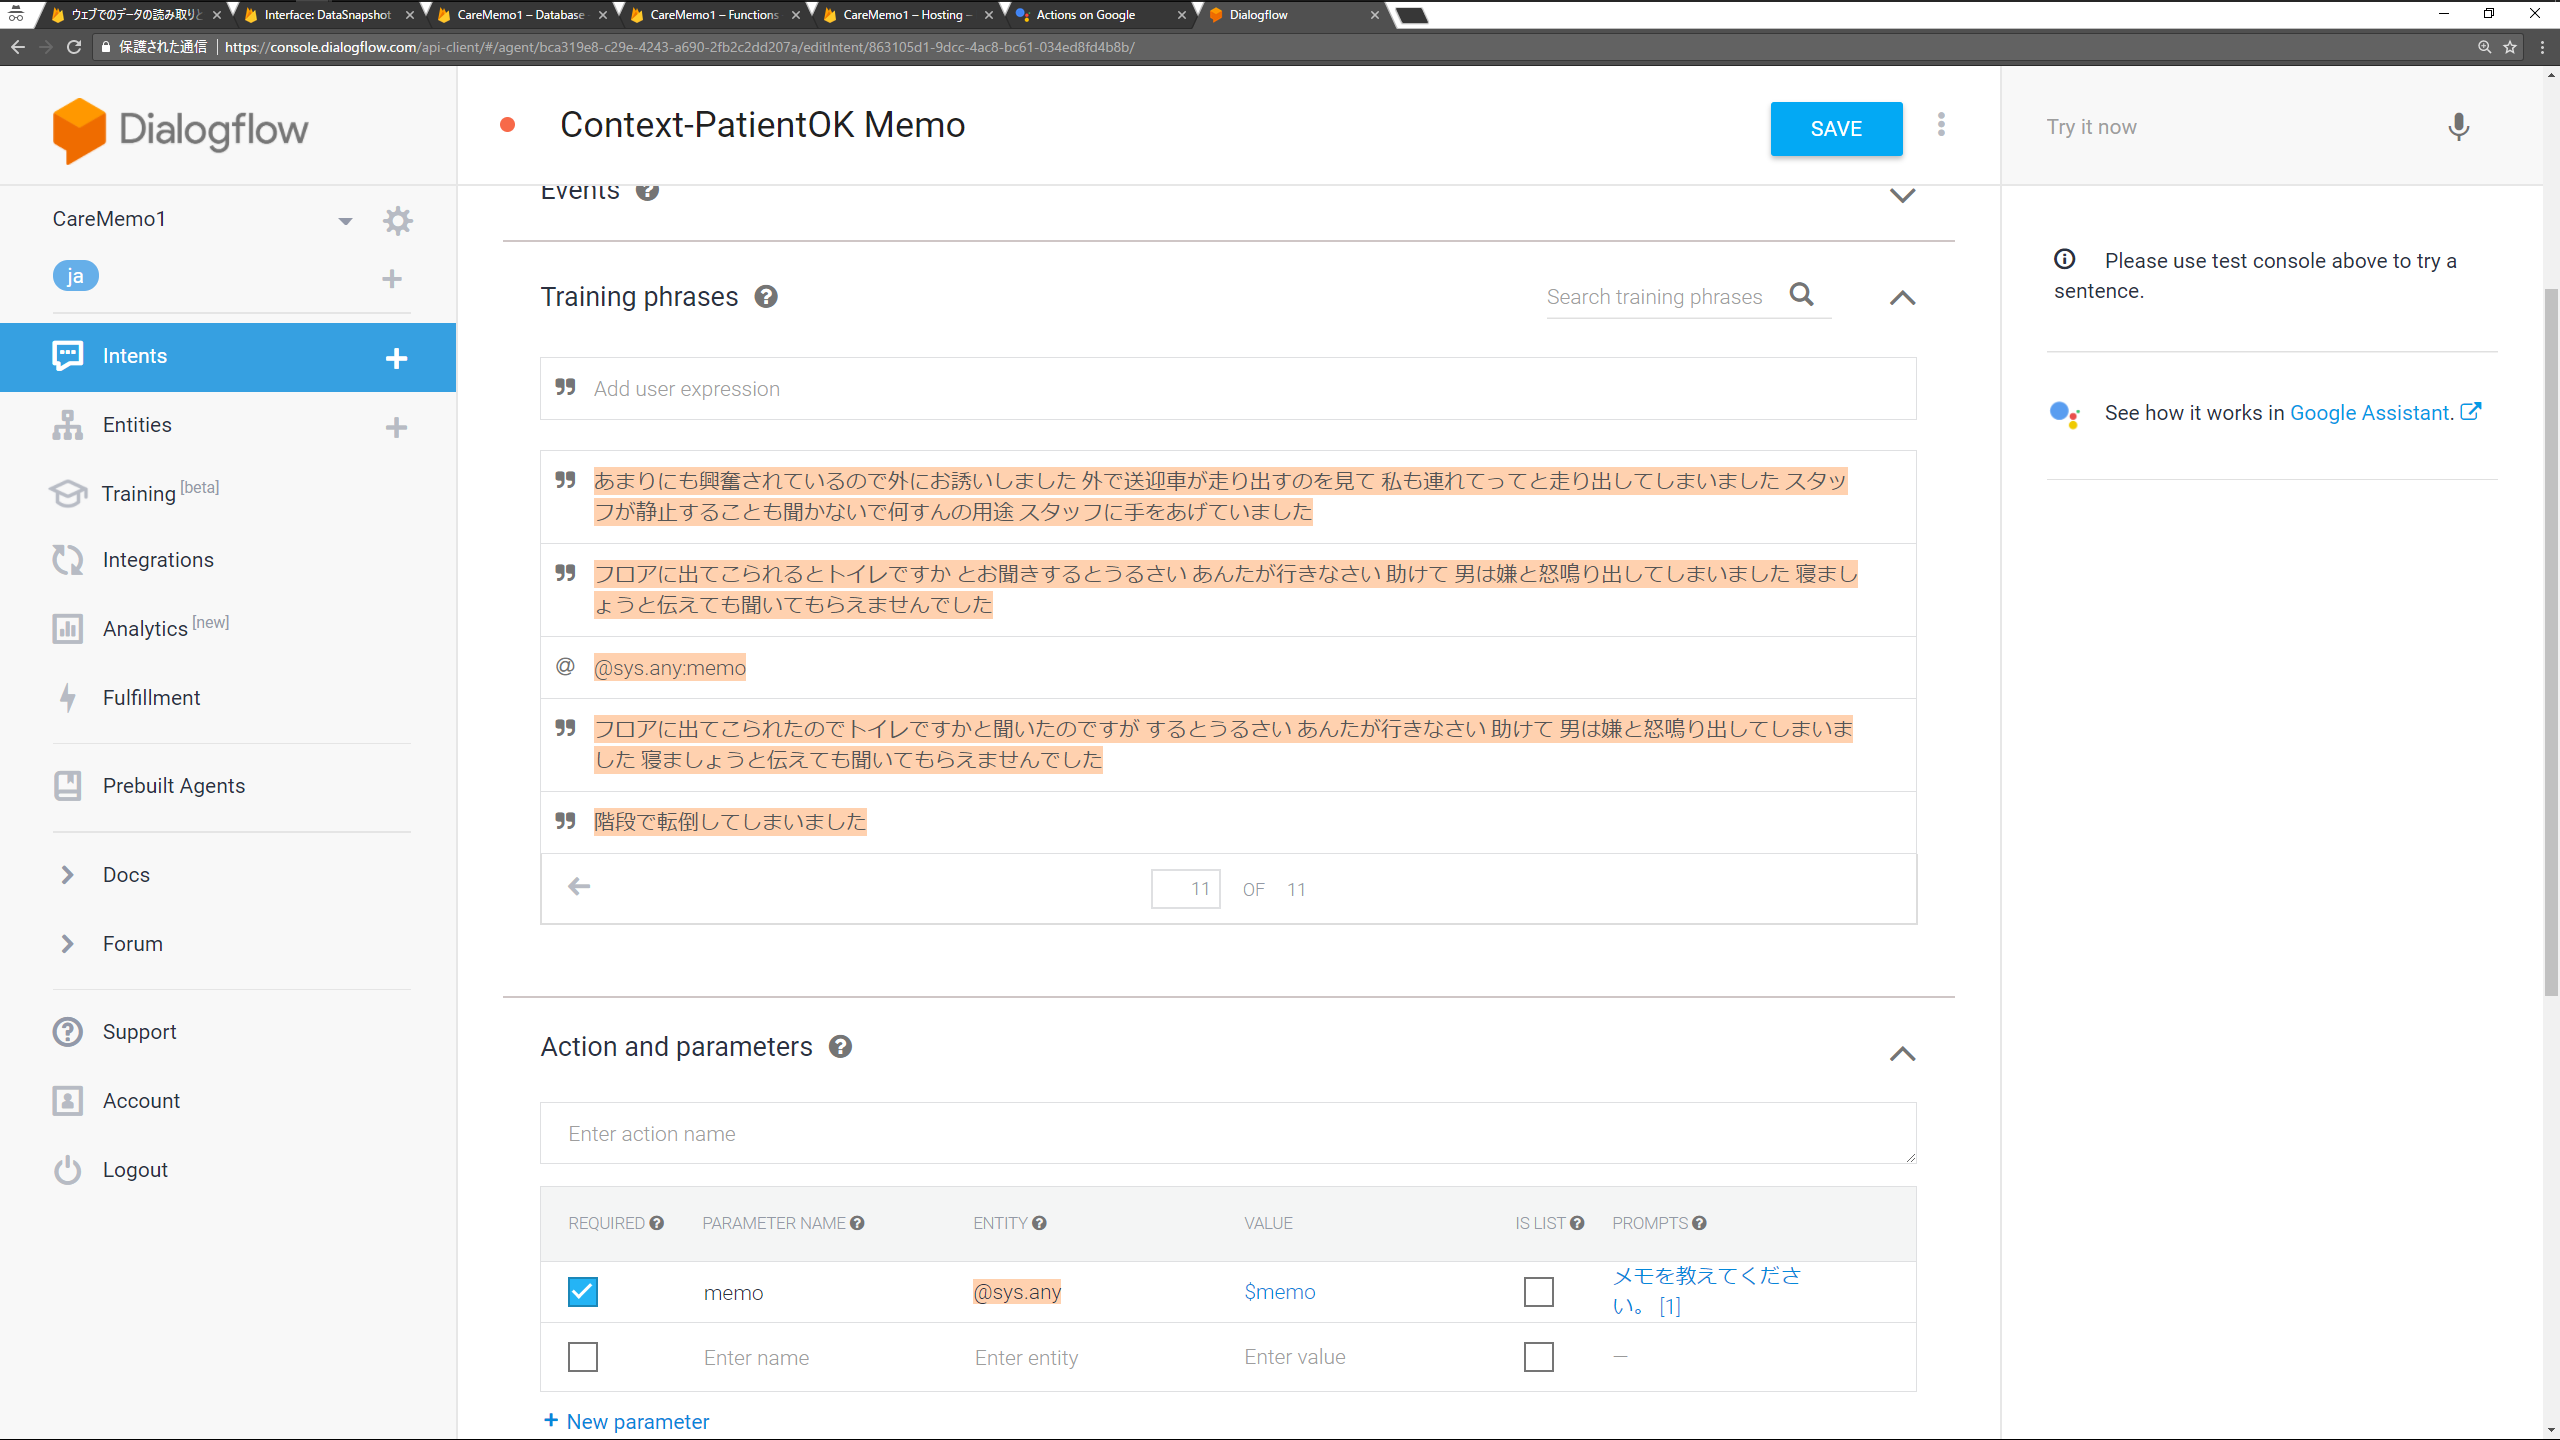 ウェブでのデータの読み取りと
Interface: DataSnapshot
CareMemo1 – Database
CareMemo1 – Functions
CareMemo1 – Hosting –
Actions on Google
Dialogflow
保護された通信
https://console.dialogflow.com/api-client/#/agent/bca319e8-c29e-4243-a690-2fb2c2dd207a/editIntent/863105d1-9dcc-4ac8-bc61-034ed8fd4b8b/
Dialogflow
CareMemo1
ja
Intents
Entities
Training [beta]
Integrations
Analytics [new]
Fulfillment
Prebuilt Agents
Docs
Forum
Support
Account
Logout
Context-PatientOK Memo
SAVE
Events
Training phrases
Search training phrases
Add user expression
あまりにも興奮されているので外にお誘いしました 外で送迎車が走り出すのを見て 私も連れてってと走り出してしまいました スタッ
フが静止することも聞かないで何すんの用途 スタッフに手をあげていました
フロアに出てこられるとトイレですか とお聞きするとうるさい あんたが行きなさい 助けて 男は嫌と怒鳴り出してしまいました 寝まし
ょうと伝えても聞いてもらえませんでした
@ @sys.any:memo
フロアに出てこられたのでトイレですかと聞いたのですが するとうるさい あんたが行きなさい 助けて 男は嫌と怒鳴り出してしまいま
した 寝ましょうと伝えても聞いてもらえませんでした
階段で転倒してしまいました
11 OF 11
Action and parameters
Enter action name
REQUIRED PARAMETER NAME ENTITY VALUE IS LIST PROMPTS
memo @sys.any $memo メモを教えてくださ
い。 [1]
Enter name Enter entity Enter value —
+ New parameter
Try it now
Please use test console above to try a
sentence.
See how it works in Google Assistant.